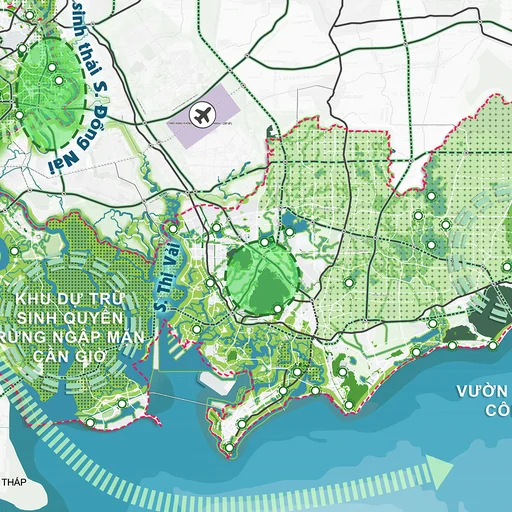 sinh thái S. Đồng Nai
S. Thị Vải
KHU DỰ TRỮ
SINH QUYỂN
RỪNG NGẬP MẶN
CẦN GIỜ
VƯỜN
CÔ
THÁP